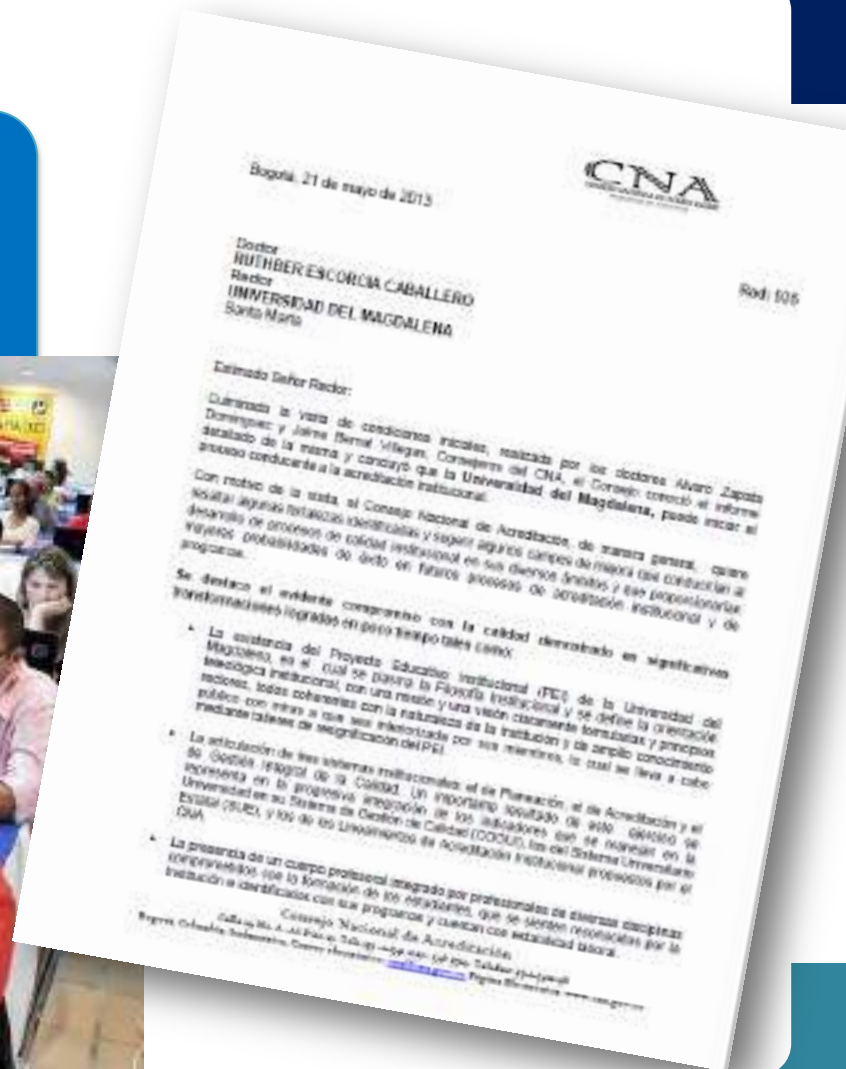 CNA
Bogotá, 21 de mayo de 2013
Rad: 505
Doctor
RUTHBER ESCORCIA CABALLERO
Rector
UNIVERSIDAD DEL MAGDALENA
Santa Marta
Estimado Señor Rector:
Culminada la visita de condiciones iniciales, realizada por los doctores Alvaro Zapata
Domínguez y Jaime Bernal Villegas, Consejeros del CNA, el Consejo conoció el informe
detallado de la misma y concluyó que la Universidad del Magdalena, puede iniciar el
proceso conducente a la acreditación institucional.
Con motivo de la visita, el Consejo Nacional de Acreditación, de manera general, quiere
resaltar algunas fortalezas identificadas y sugerir algunos campos de mejora que conducirían al
desarrollo de procesos de calidad institucional en sus diversos ámbitos y que proporcionarían
mayores probabilidades de éxito en futuros procesos de acreditación institucional y de
programas.
Se destaca el evidente compromiso con la calidad demostrado en significativas
transformaciones logradas en poco tiempo tales como:
• La existencia del Proyecto Educativo Institucional (PEI) de la Universidad del
Magdalena, en el cual se plasma la Filosofía Institucional y se define la orientación
teleológica institucional, con una misión y una visión claramente formuladas y principios
rectores, todos coherentes con la naturaleza de la institución y de amplio conocimiento
público con miras a que sea interiorizada por sus miembros, lo cual se lleva a cabo
mediante talleres de resignificación del PEI.
• La articulación de tres sistemas institucionales: el de Planeación, el de Acreditación y el
de Gestión Integral de la Calidad. Un importante resultado de este ejercicio se
representa en la progresiva integración de los indicadores que se manejan en la
Universidad en su Sistema de Gestión de Calidad (COGUI), los del Sistema Universitario
Estatal (SUE), y los de los Lineamientos de Acreditación Institucional propuestos por el
CNA.
• La presencia de un cuerpo profesional integrado por profesionales de diversas disciplinas
comprometidos con la formación de los estudiantes, que se sienten reconocidos por la
Institución e identificados con sus programas y cuentan con estabilidad laboral.
Consejo Nacional de Acreditación